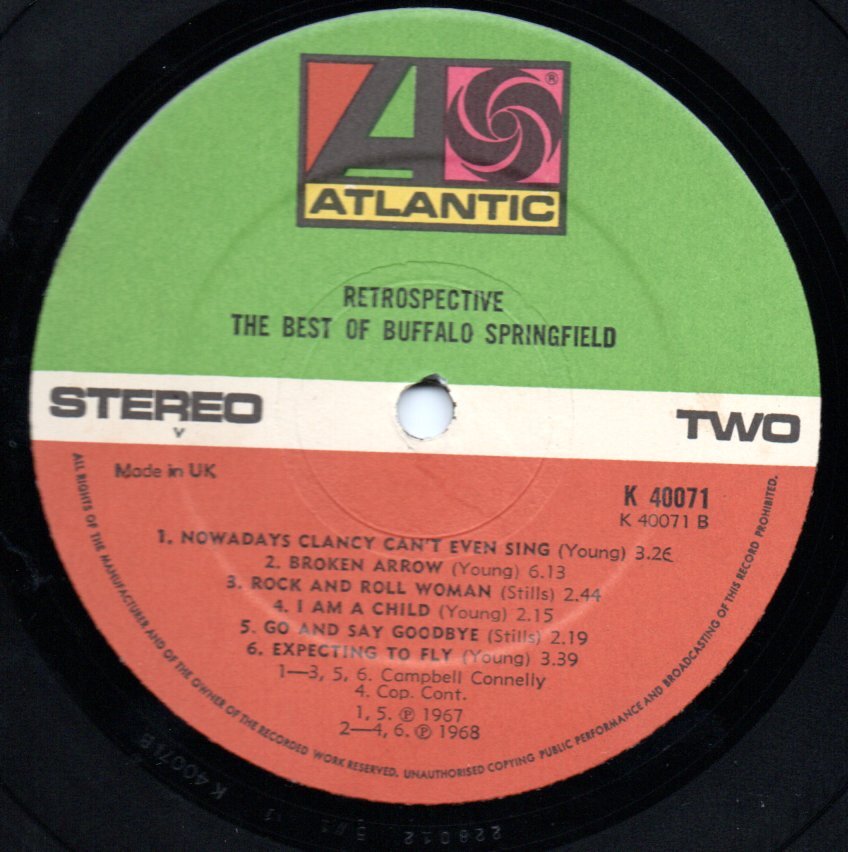 ®
ATLANTIC
RETROSPECTIVE
THE BEST OF BUFFALO SPRINGFIELD
STEREO
TWO
V
Made in UK
K 40071
K 40071 B
1. NOWADAYS CLANCY CAN'T EVEN SING (Young) 3.26
2. BROKEN ARROW (Young) 6.13
3. ROCK AND ROLL WOMAN (Stills) 2.44
4. I AM A CHILD (Young) 2.15
5. GO AND SAY GOODBYE (Stills) 2.19
6. EXPECTING TO FLY (Young) 3.39
1—3, 5, 6. Campbell Connelly
4. Cop. Cont.
1, 5. ℗ 1967
2—4, 6. ℗ 1968
ALL RIGHTS OF THE MANUFACTURER AND OF THE OWNER OF THE RECORDED WORK RESERVED. UNAUTHORISED COPYING PUBLIC PERFORMANCE AND BROADCASTING OF THIS RECORD PROHIBITED.
K 40071B